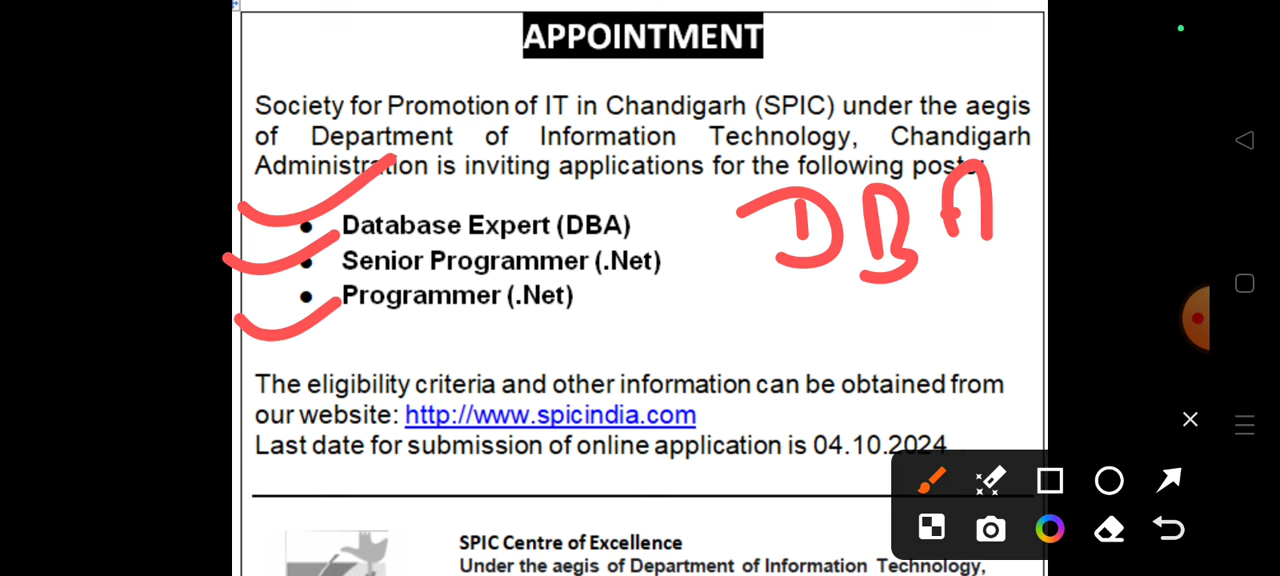 APPOINTMENT
Society for Promotion of IT in Chandigarh (SPIC) under the aegis
of Department of Information Technology, Chandigarh
Administration is inviting applications for the following posts:
DBA
• Database Expert (DBA)
• Senior Programmer (.Net)
• Programmer (.Net)
The eligibility criteria and other information can be obtained from
our website: http://www.spicindia.com
Last date for submission of online application is 04.10.2024
SPIC Centre of Excellence
Under the aegis of Department of Information Technology,